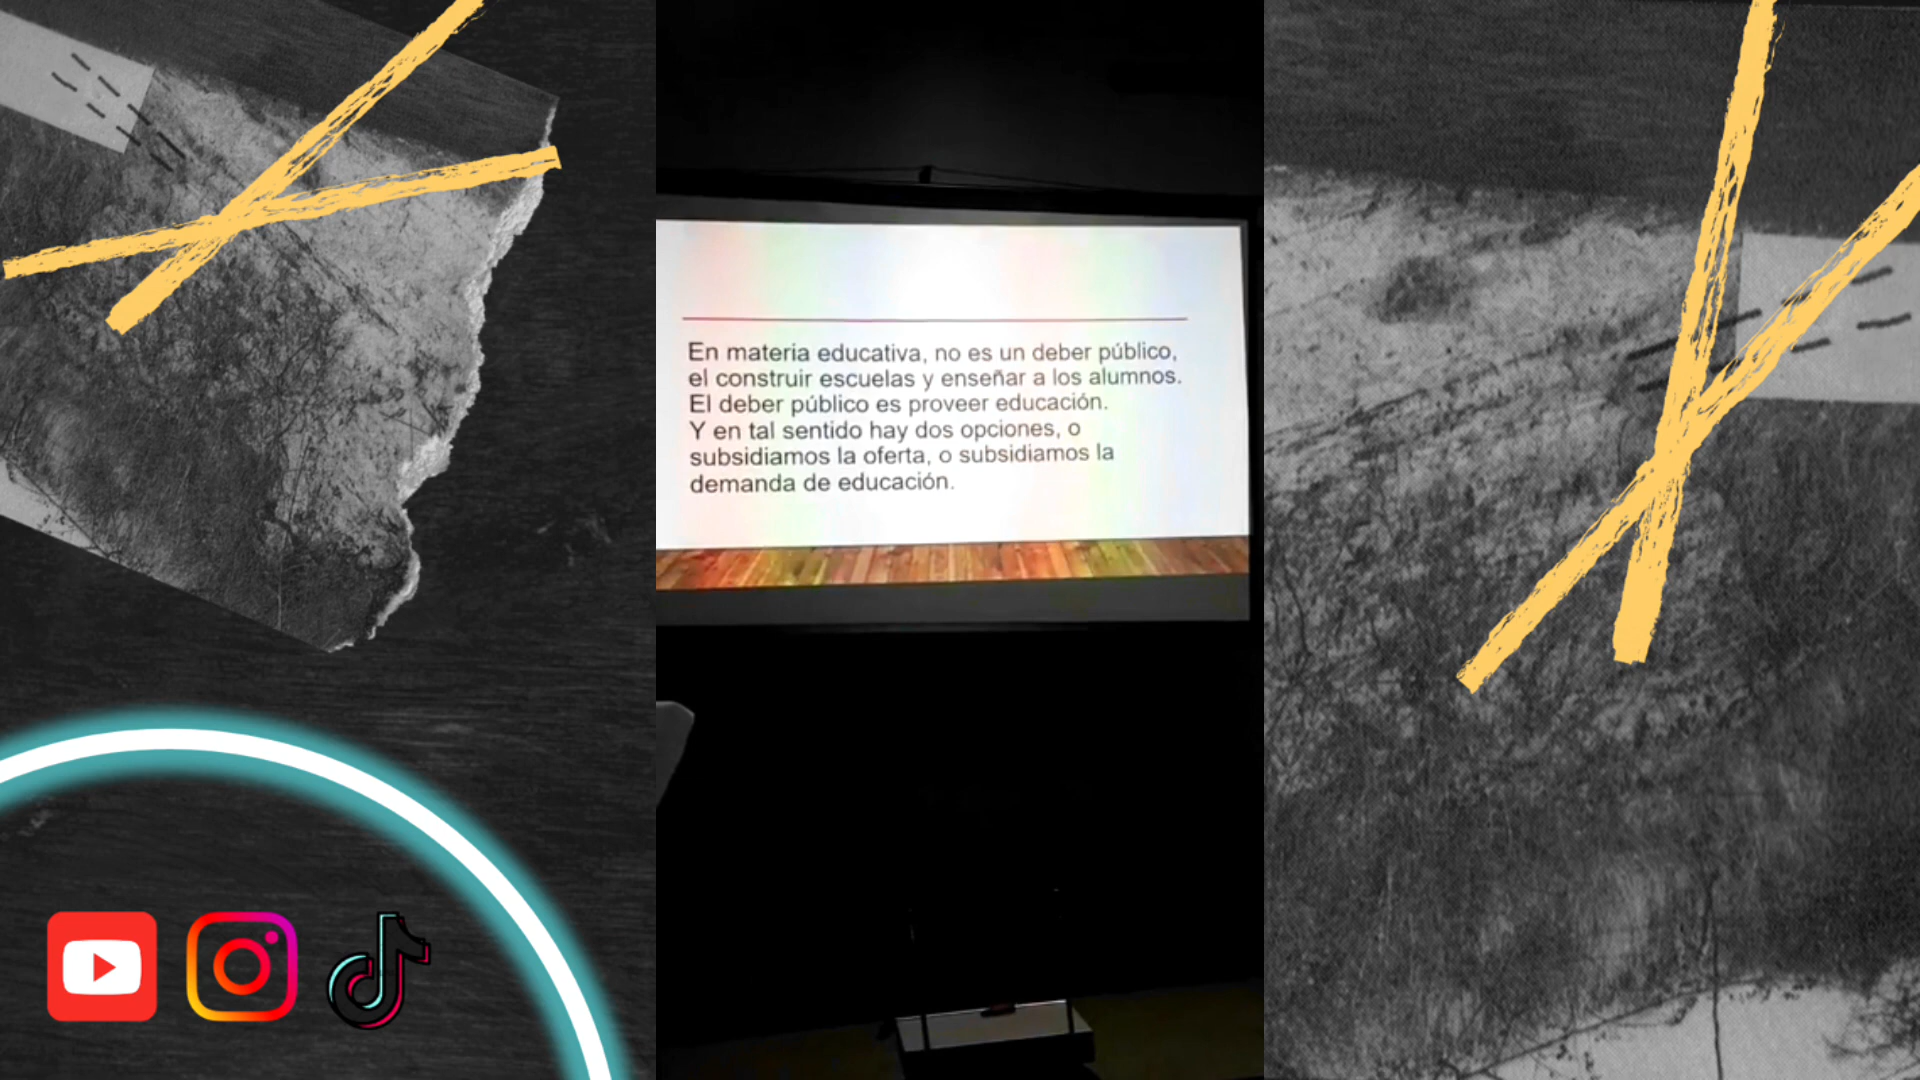 En materia educativa, no es un deber público,
el construir escuelas y enseñar a los alumnos.
El deber público es proveer educación.
Y en tal sentido hay dos opciones, o
subsidiamos la oferta, o subsidiamos la
demanda de educación.